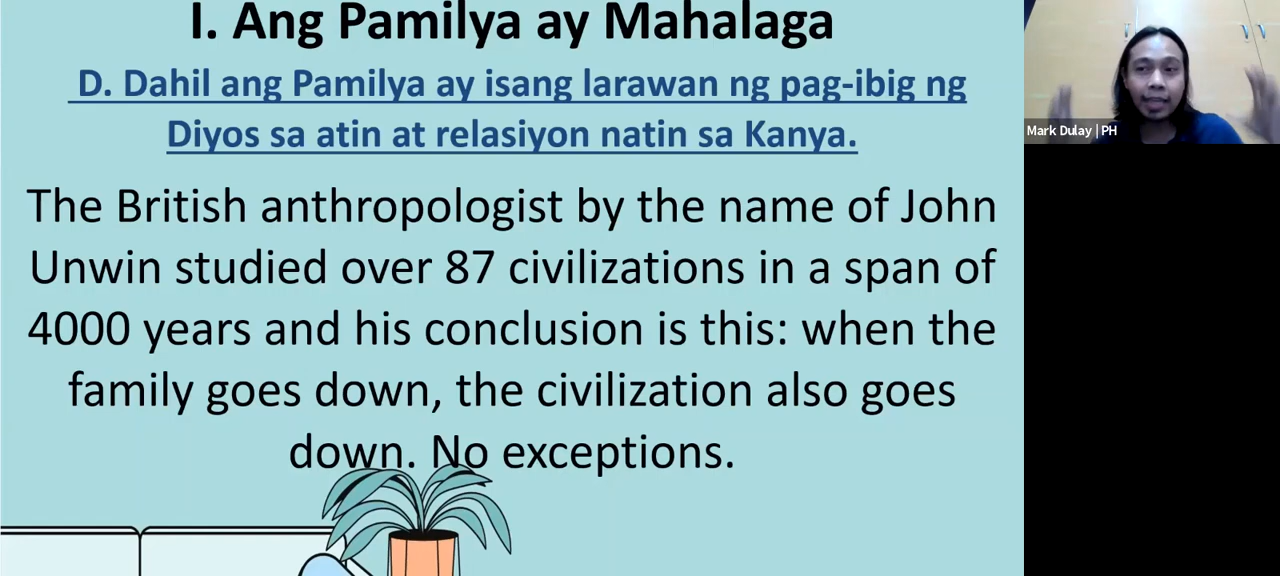 I. Ang Pamilya ay Mahalaga
D. Dahil ang Pamilya ay isang larawan ng pag-ibig ng
Diyos sa atin at relasiyon natin sa Kanya.
The British anthropologist by the name of John
Unwin studied over 87 civilizations in a span of
4000 years and his conclusion is this: when the
family goes down, the civilization also goes
down. No exceptions.
Mark Dulay | PH